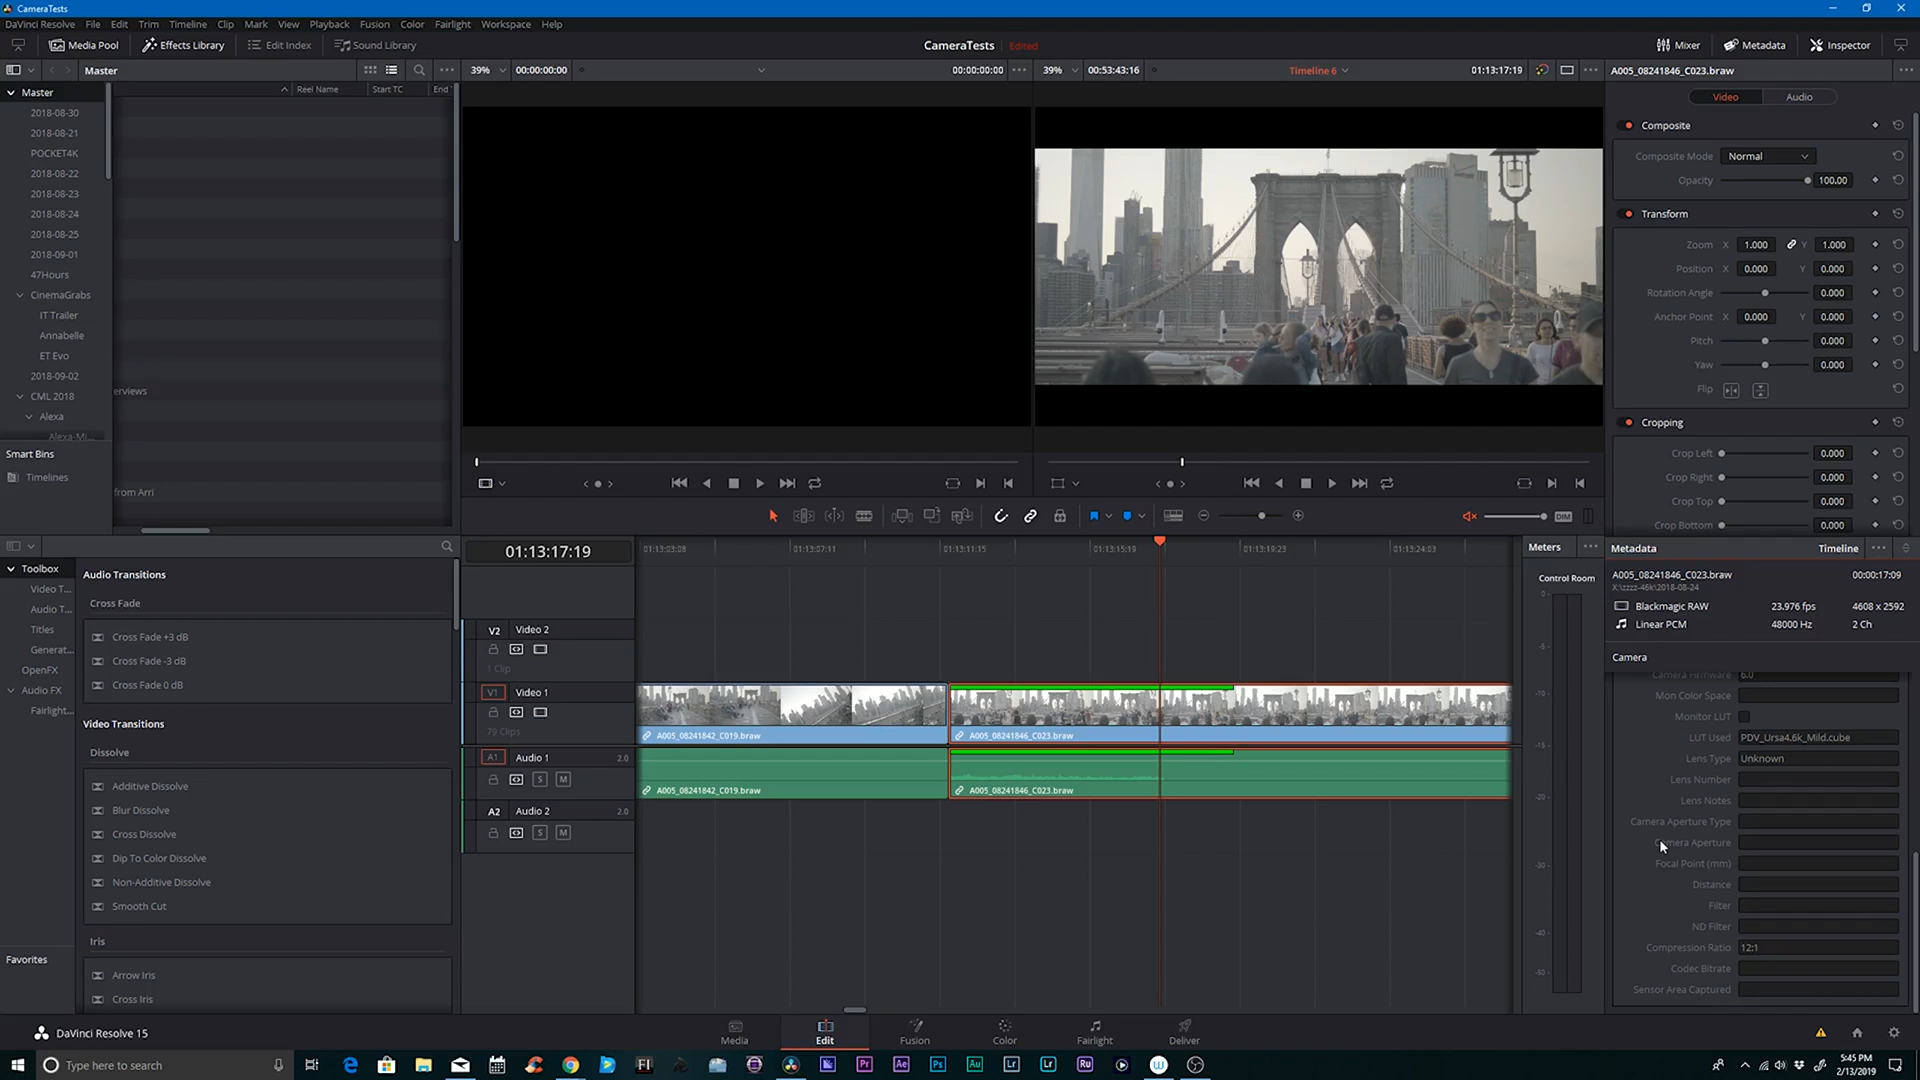 CameraTests
DaVinci Resolve File Edit Trim Timeline Clip Mark View Playback Fusion Color Fairlight Workspace Help
Media Pool Effects Library Edit Index Sound Library CameraTests Edited Mixer Metadata Inspector
Master 39% 00:00:00:00 00:00:00:00 39% 00:53:43:16 Timeline 6 01:13:17:19 A005_08241846_C023.braw
Video Audio
Master
Reel Name Start TC End
2018-08-30
2018-08-21
POCKET4K
2018-08-22
2018-08-23
2018-08-24
2018-08-25
2018-09-01
47Hours
CinemaGrabs
IT Trailer
Annabelle
ET Evo
2018-09-02
CML 2018
Alexa
Alexa-Mi...
erviews
from Arri
Smart Bins
Timelines
Composite
Composite Mode Normal
Opacity 100.00
Transform
Zoom X 1.000 Y 1.000
Position X 0.000 Y 0.000
Rotation Angle 0.000
Anchor Point X 0.000 Y 0.000
Pitch 0.000
Yaw 0.000
Flip
Cropping
Crop Left 0.000
Crop Right 0.000
Crop Top 0.000
Crop Bottom 0.000
DIM
Toolbox
Video T...
Audio T...
Titles
Generat...
OpenFX
Audio FX
Fairlight...
Favorites
Audio Transitions
Cross Fade
Cross Fade +3 dB
Cross Fade -3 dB
Cross Fade 0 dB
Video Transitions
Dissolve
Additive Dissolve
Blur Dissolve
Cross Dissolve
Dip To Color Dissolve
Non-Additive Dissolve
Smooth Cut
Iris
Arrow Iris
Cross Iris
01:13:17:19
01:13:03:08 01:13:07:11 01:13:11:15 01:13:15:19 01:13:19:23 01:13:24:03
V2 Video 2
1 Clip
V1 Video 1
79 Clips
A005_08241842_C019.braw A005_08241846_C023.braw
A1 Audio 1 2.0
S M
A005_08241842_C019.braw A005_08241846_C023.braw
A2 Audio 2 2.0
S M
Meters
Control Room
0
-5
-10
-15
-20
-30
-40
-50
Metadata Timeline
A005_08241846_C023.braw 00:00:17:09
X:\zzzz-46k\2018-08-24
Blackmagic RAW 23.976 fps 4608 x 2592
Linear PCM 48000 Hz 2 Ch
Camera
Camera Firmware 6.0
Mon Color Space
Monitor LUT
LUT Used PDV_Ursa4.6k_Mild.cube
Lens Type Unknown
Lens Number
Lens Notes
Camera Aperture Type
Camera Aperture
Focal Point (mm)
Distance
Filter
ND Filter
Compression Ratio 12:1
Codec Bitrate
Sensor Area Captured
DaVinci Resolve 15
Media Edit Fusion Color Fairlight Deliver
Type here to search
Pr Ae Ps Au Lr Lr Ru
5:45 PM
2/13/2019